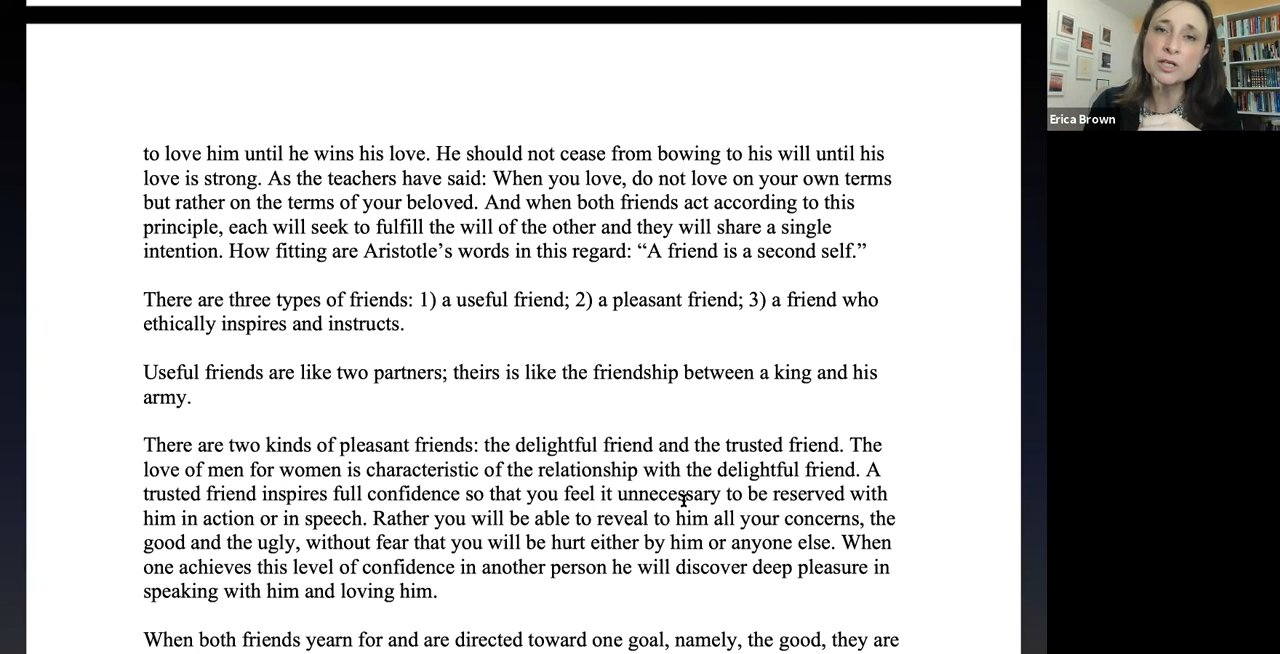 to love him until he wins his love. He should not cease from bowing to his will until his
love is strong. As the teachers have said: When you love, do not love on your own terms
but rather on the terms of your beloved. And when both friends act according to this
principle, each will seek to fulfill the will of the other and they will share a single
intention. How fitting are Aristotle’s words in this regard: “A friend is a second self.”
There are three types of friends: 1) a useful friend; 2) a pleasant friend; 3) a friend who
ethically inspires and instructs.
Useful friends are like two partners; theirs is like the friendship between a king and his
army.
There are two kinds of pleasant friends: the delightful friend and the trusted friend. The
love of men for women is characteristic of the relationship with the delightful friend. A
trusted friend inspires full confidence so that you feel it unnecessary to be reserved with
him in action or in speech. Rather you will be able to reveal to him all your concerns, the
good and the ugly, without fear that you will be hurt either by him or anyone else. When
one achieves this level of confidence in another person he will discover deep pleasure in
speaking with him and loving him.
When both friends yearn for and are directed toward one goal, namely, the good, they are
Erica Brown